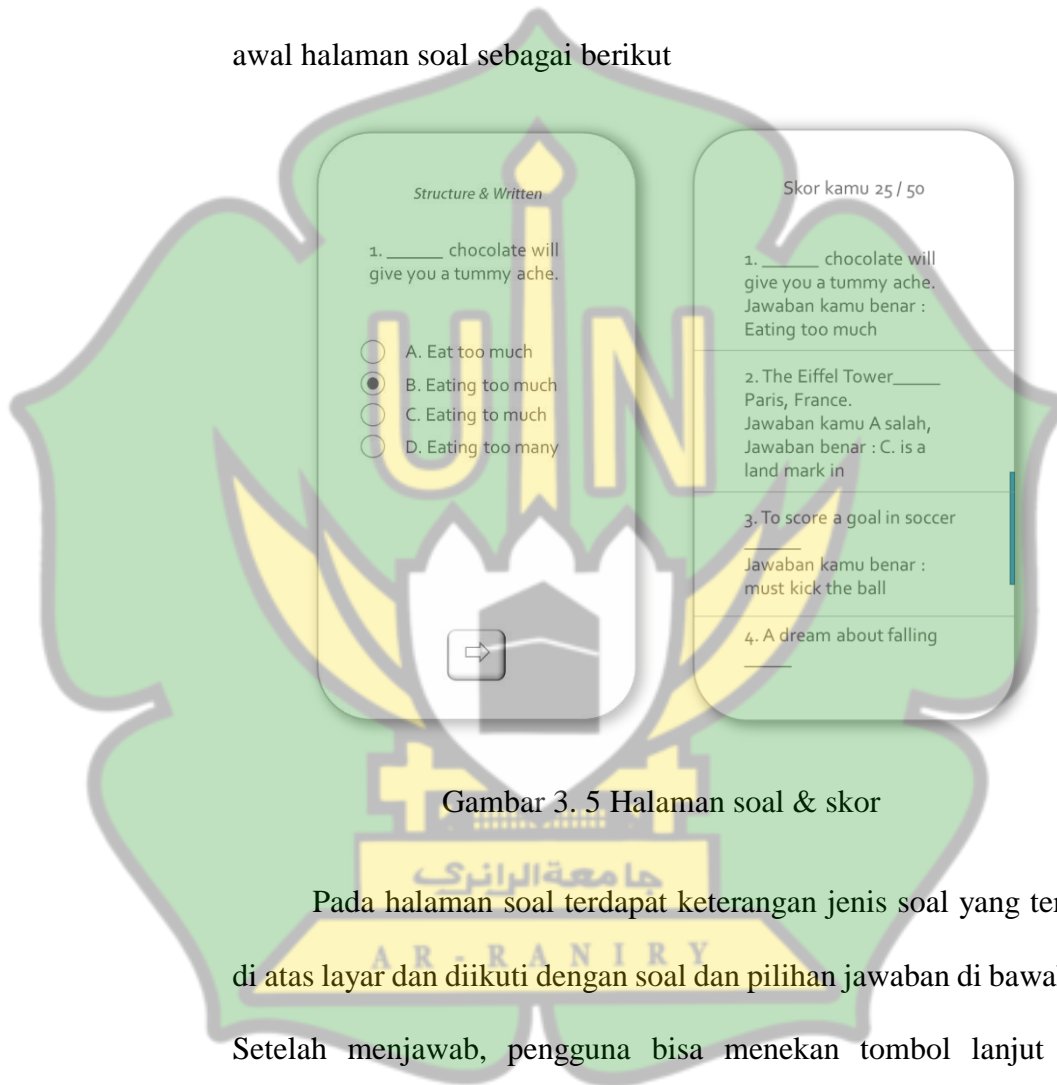 awal halaman soal sebagai berikut
Structure & Written
1. ______ chocolate will
give you a tummy ache.
A. Eat too much
B. Eating too much
C. Eating to much
D. Eating too many
Skor kamu 25 / 50
1. ______ chocolate will
give you a tummy ache.
Jawaban kamu benar :
Eating too much
2. The Eiffel Tower_____
Paris, France.
Jawaban kamu A salah,
Jawaban benar : C. is a
land mark in
3. To score a goal in soccer
______
Jawaban kamu benar :
must kick the ball
4. A dream about falling
_____
UIN
Gambar 3. 5 Halaman soal & skor
جامعة الرانري
Pada halaman soal terdapat keterangan jenis soal yang
AR-RANIRY
di atas layar dan diikuti dengan soal dan pilihan jawaban di
Setelah menjawab, pengguna bisa menekan tombol lanjut